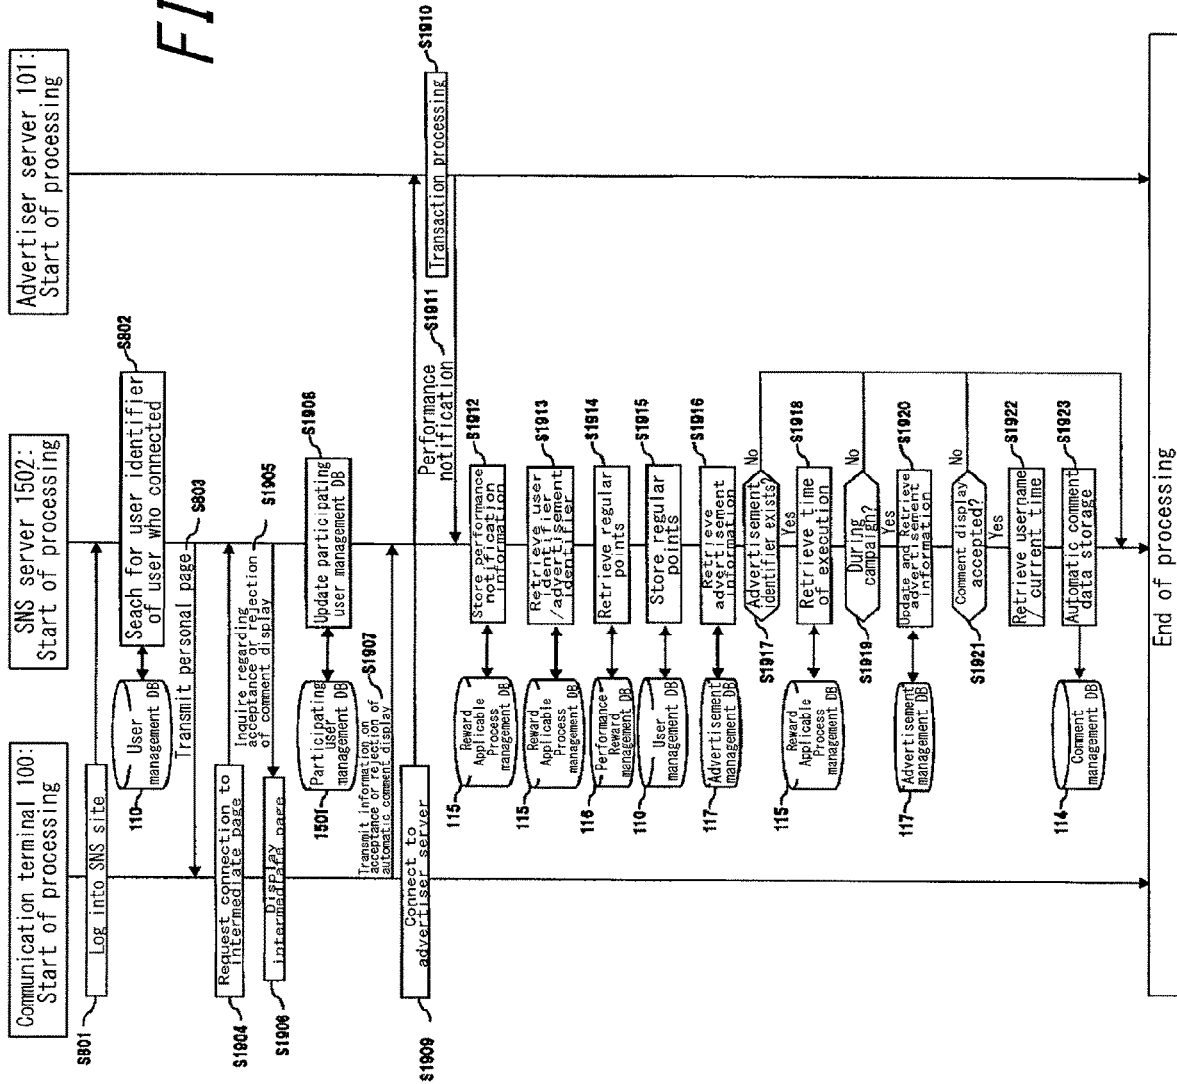 FI
Communication terminal 1001:
Start of processing
SNS server 1502:
Start of processing
Advertiser server 101:
Start of processing
S801
Log into SNS site
110
User
management DB
Seach for user identifier
of user who connected
S802
Transmit personal page
S803
S1904
Request connection to
intermediate page
Inquire regarding
acceptance or rejection
of comment display
S1905
S1906
Display
intermediate page
1501
Participating
user
management DB
Update participating
user management DB
S1908
Transmit information on
acceptance or rejection of
automatic comment display
S1907
S1909
Connect to
advertiser server
Transaction processing
S1910
Performance
notification
S1911
115
Reward
Applicable
Process
management DB
Store performance
notification
information
S1912
115
Reward
Applicable
Process
management DB
Retrieve user
identifier
/advertisement
identifier
S1913
116
Performance
Reward
management DB
Retrieve regular
points
S1914
110
User
management DB
Store regular
points
S1915
117
Advertisement
management DB
Retrieve
advertisement
information
S1916
S1917
Advertisement
identifier exists?
No
Yes
115
Reward
Applicable
Process
management DB
Retrieve time
of execution
S1918
S1919
During
campaign?
No
Yes
117
Advertisement
management DB
Update and Retrieve
advertisement
information
S1920
S1921
Comment display
accepted?
No
Yes
Retrieve username
/ current time
S1922
114
Comment
management DB
Automatic comment
data storage
S1923
End of processing